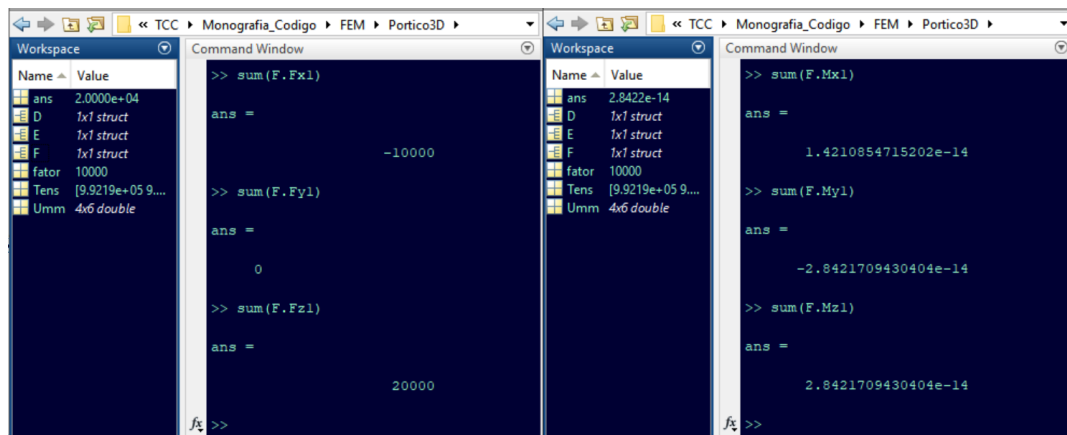 « TCC ▸ Monografia_Codigo ▸ FEM ▸ Portico3D ▸
Workspace
Name Value
ans 2.0000e+04
D 1x1 struct
E 1x1 struct
F 1x1 struct
fator 10000
Tens [9.9219e+05 9....
Umm 4x6 double
Command Window
>> sum(F.Fx1)
ans =
-10000
>> sum(F.Fy1)
ans =
0
>> sum(F.Fz1)
ans =
20000
fx >>
« TCC ▸ Monografia_Codigo ▸ FEM ▸ Portico3D ▸
Workspace
Name Value
ans 2.8422e-14
D 1x1 struct
E 1x1 struct
F 1x1 struct
fator 10000
Tens [9.9219e+05 9....
Umm 4x6 double
Command Window
>> sum(F.Mx1)
ans =
1.4210854715202e-14
>> sum(F.My1)
ans =
-2.8421709430404e-14
>> sum(F.Mz1)
ans =
2.8421709430404e-14
fx >>